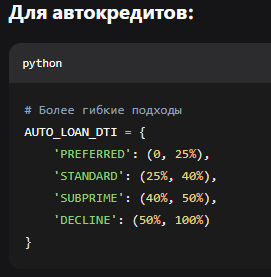 Для автокредитов:
python
# Более гибкие подходы
AUTO_LOAN_DTI = {
    'PREFERRED': (0, 25%),
    'STANDARD': (25%, 40%),
    'SUBPRIME': (40%, 50%),
    'DECLINE': (50%, 100%)
}